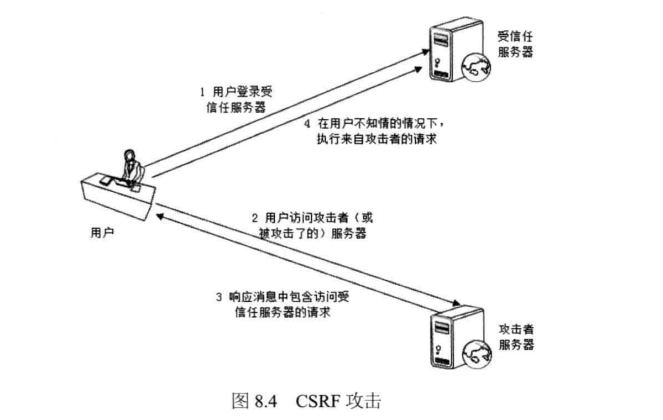 受信任
服务器
1 用户登录受
信任服务器
4 在用户不知情的情况下，
执行来自攻击者的请求
用户
2 用户访问攻击者（或
被攻击了的）服务器
3 响应消息中包含访问受
信任服务器的请求
攻击者
服务器
图 8.4 CSRF 攻击